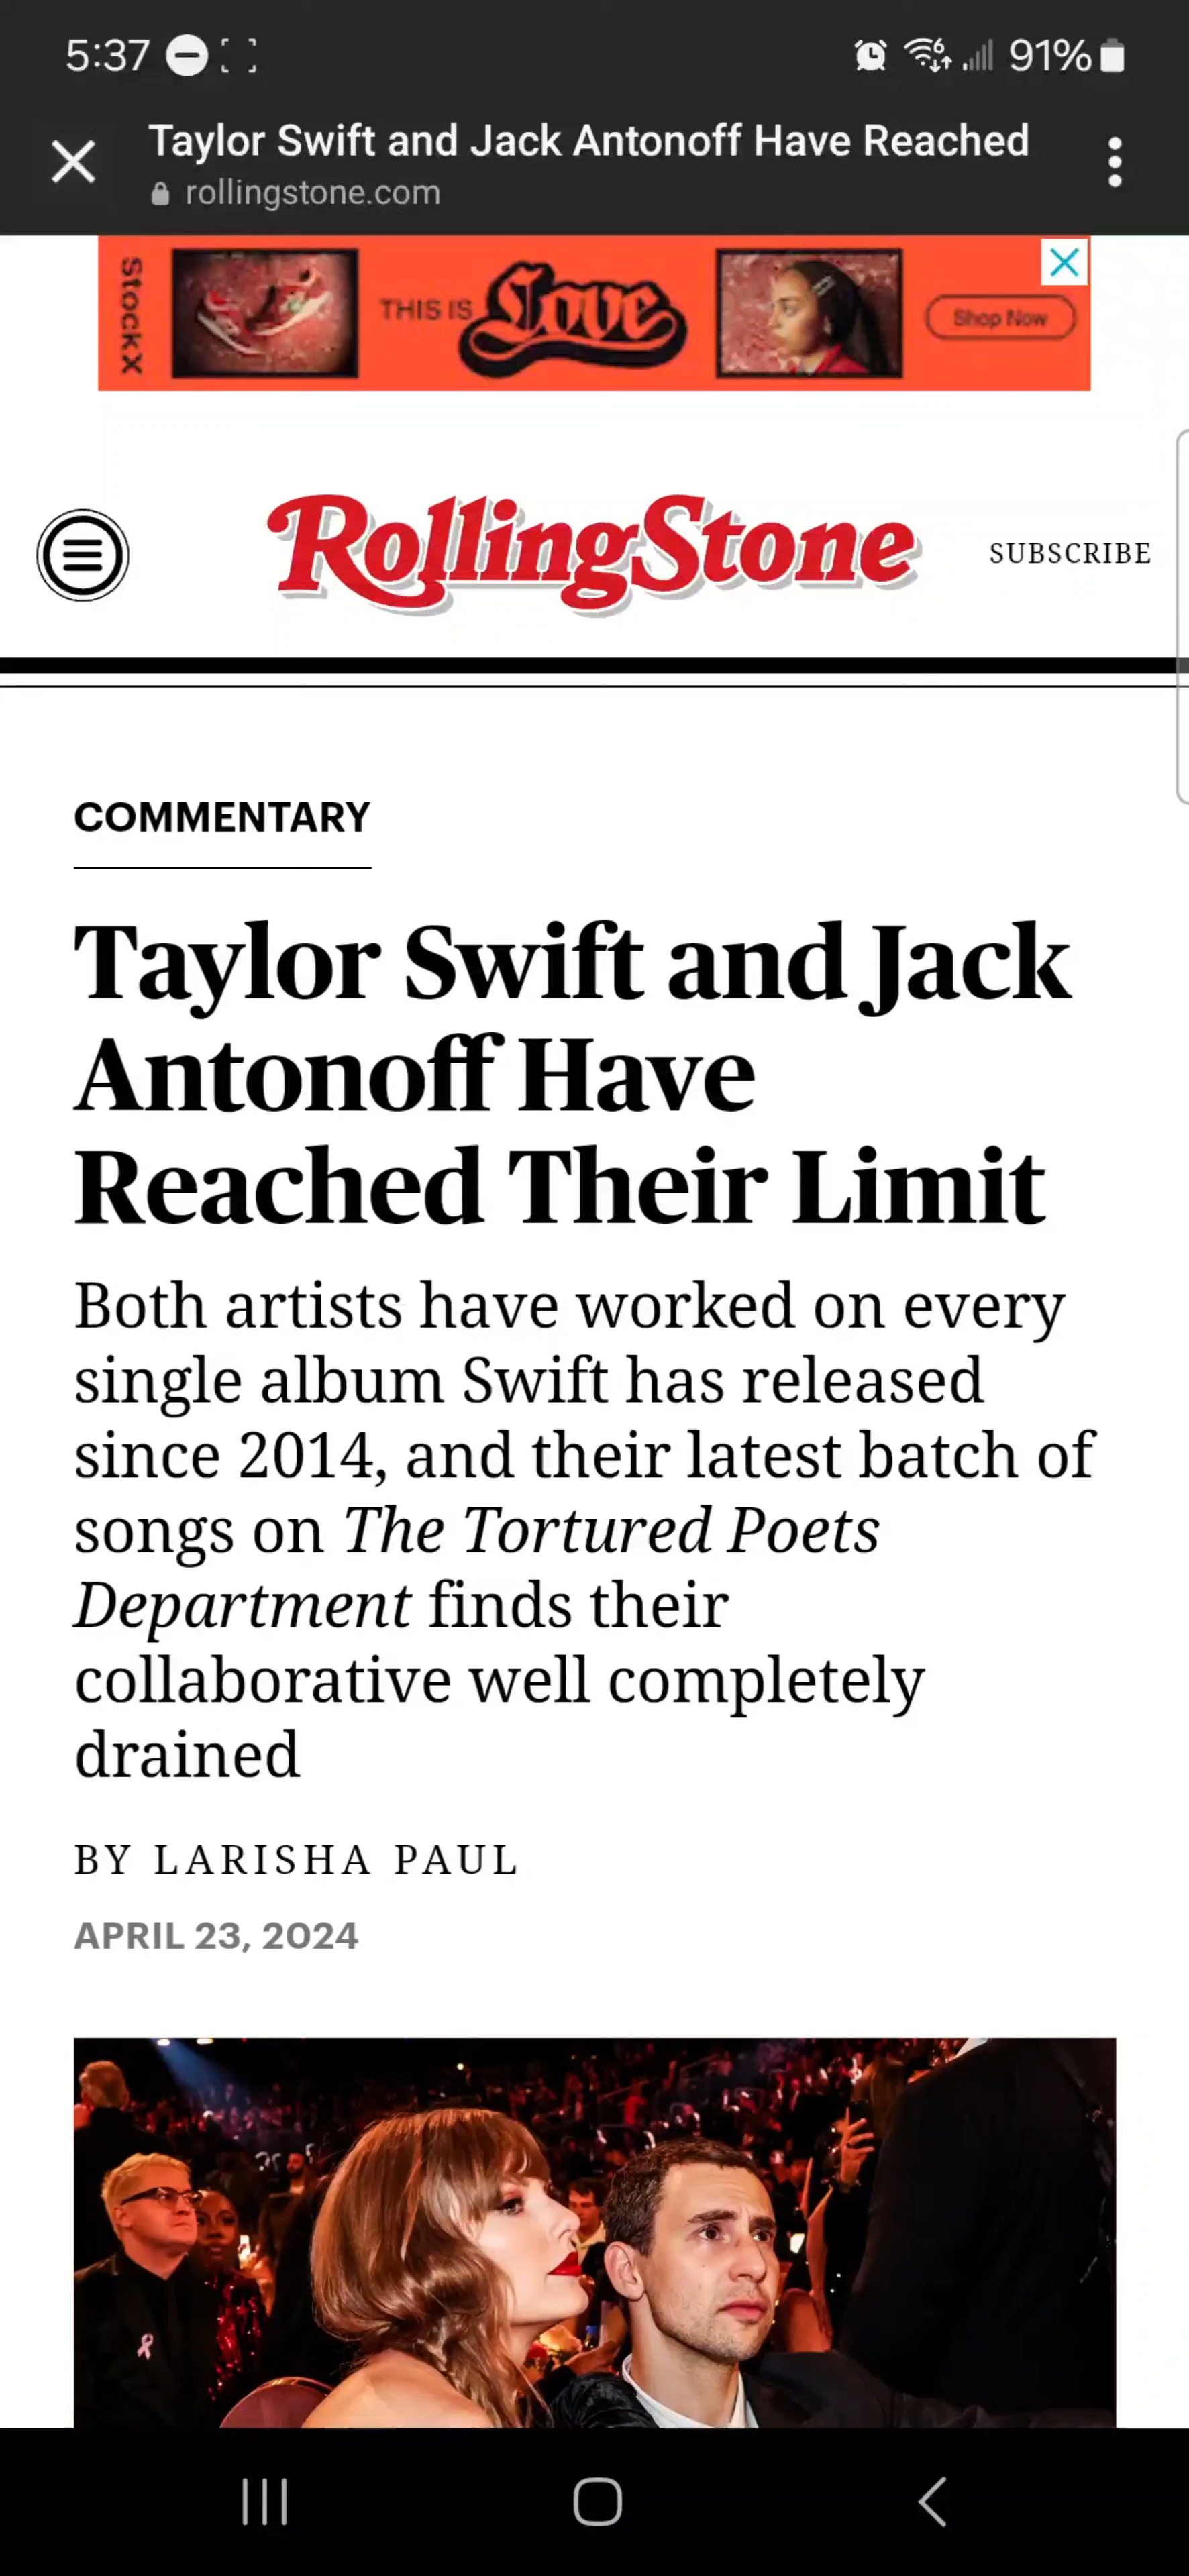 5:37
6
91%
Taylor Swift and Jack Antonoff Have Reached
rollingstone.com
StockX
THIS IS Love
Shop Now
RollingStone
SUBSCRIBE
COMMENTARY
Taylor Swift and Jack
Antonoff Have
Reached Their Limit
Both artists have worked on every
single album Swift has released
since 2014, and their latest batch of
songs on The Tortured Poets
Department finds their
collaborative well completely
drained
BY LARISHA PAUL
APRIL 23, 2024